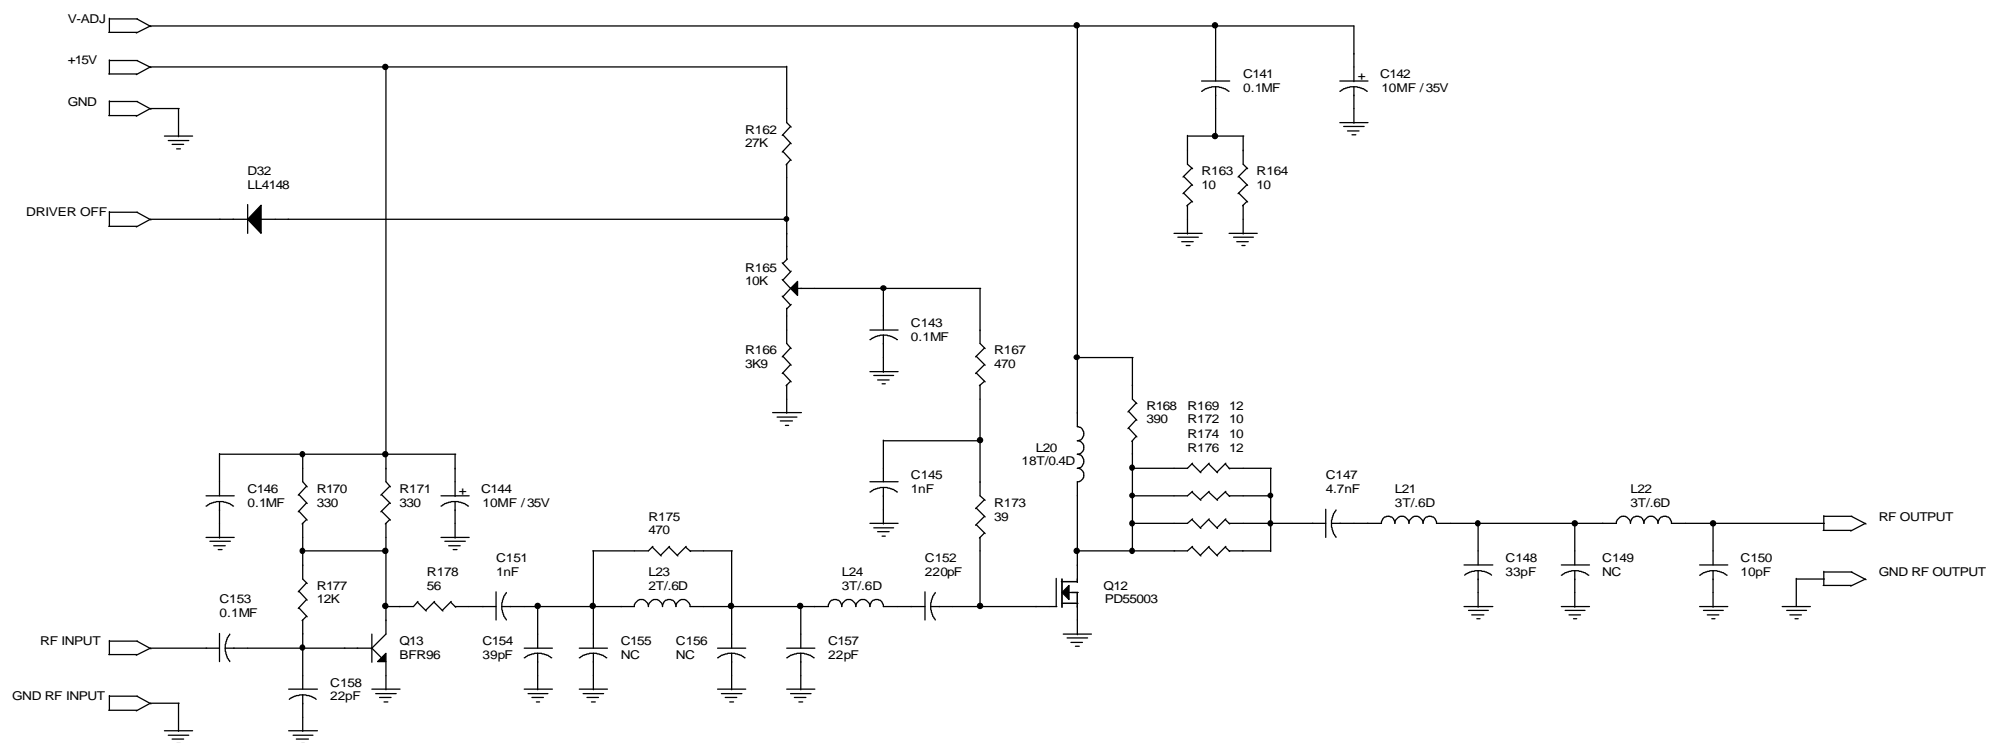 V-ADJ
+15V
GND
DRIVER OFF
D32
LL4148
R162
27K
R165
10K
R166
3K9
C143
0.1MF
R167
470
C141
0.1MF
C142
10MF / 35V
R163
10
R164
10
R168
390
R169 12
R172 10
R174 10
R176 12
L20
18T/0.4D
C145
1nF
R173
39
C146
0.1MF
R170
330
R171
330
C144
10MF / 35V
R175
470
C147
4.7nF
L21
3T/.6D
L22
3T/.6D
RF OUTPUT
C148
33pF
C149
NC
C150
10pF
GND RF OUTPUT
C153
0.1MF
R177
12K
R178
56
C151
1nF
L23
2T/.6D
L24
3T/.6D
C152
220pF
Q12
PD55003
RF INPUT
Q13
BFR96
C154
39pF
C155
NC
C156
NC
C157
22pF
GND RF INPUT
C158
22pF